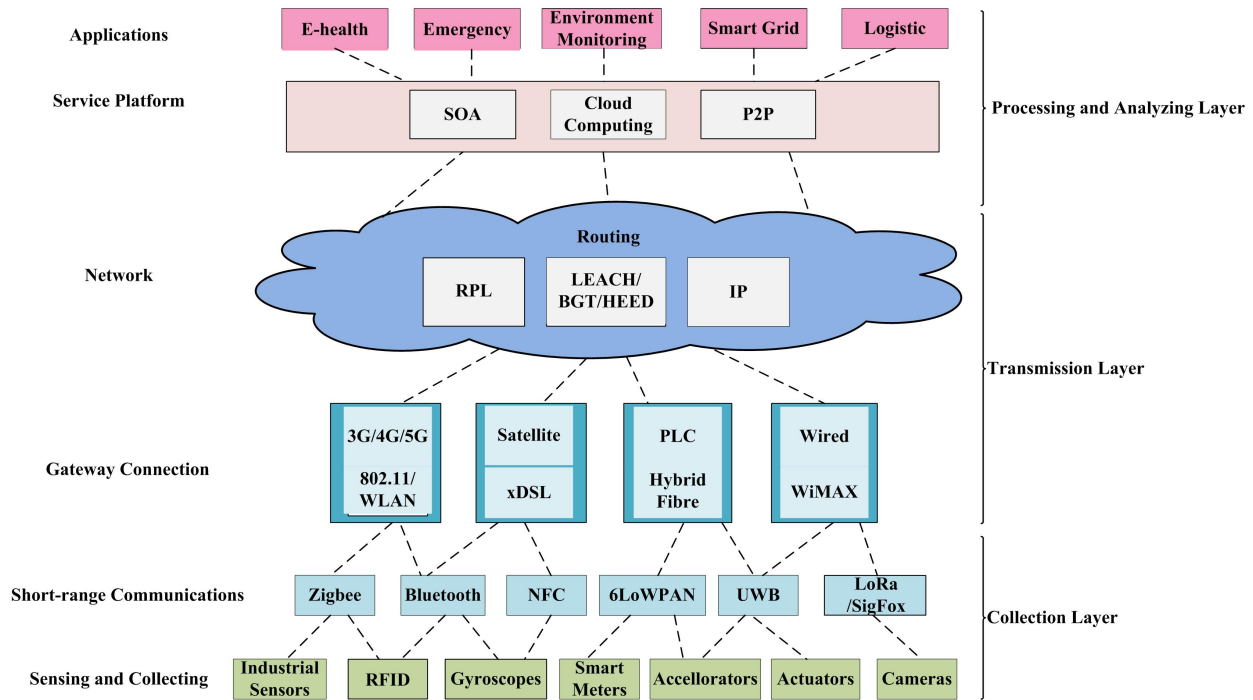 Applications
E-health
Emergency
Environment
Monitoring
Smart Grid
Logistic
Service Platform
SOA
Cloud
Computing
P2P
Processing and Analyzing Layer
Routing
Network
RPL
LEACH/
BGT/HEED
IP
Transmission Layer
Gateway Connection
3G/4G/5G
802.11/
WLAN
Satellite
xDSL
PLC
Hybrid
Fibre
Wired
WiMAX
Short-range Communications
Zigbee
Bluetooth
NFC
6LoWPAN
UWB
LoRa
/SigFox
Collection Layer
Sensing and Collecting
Industrial
Sensors
RFID
Gyroscopes
Smart
Meters
Accellorators
Actuators
Cameras